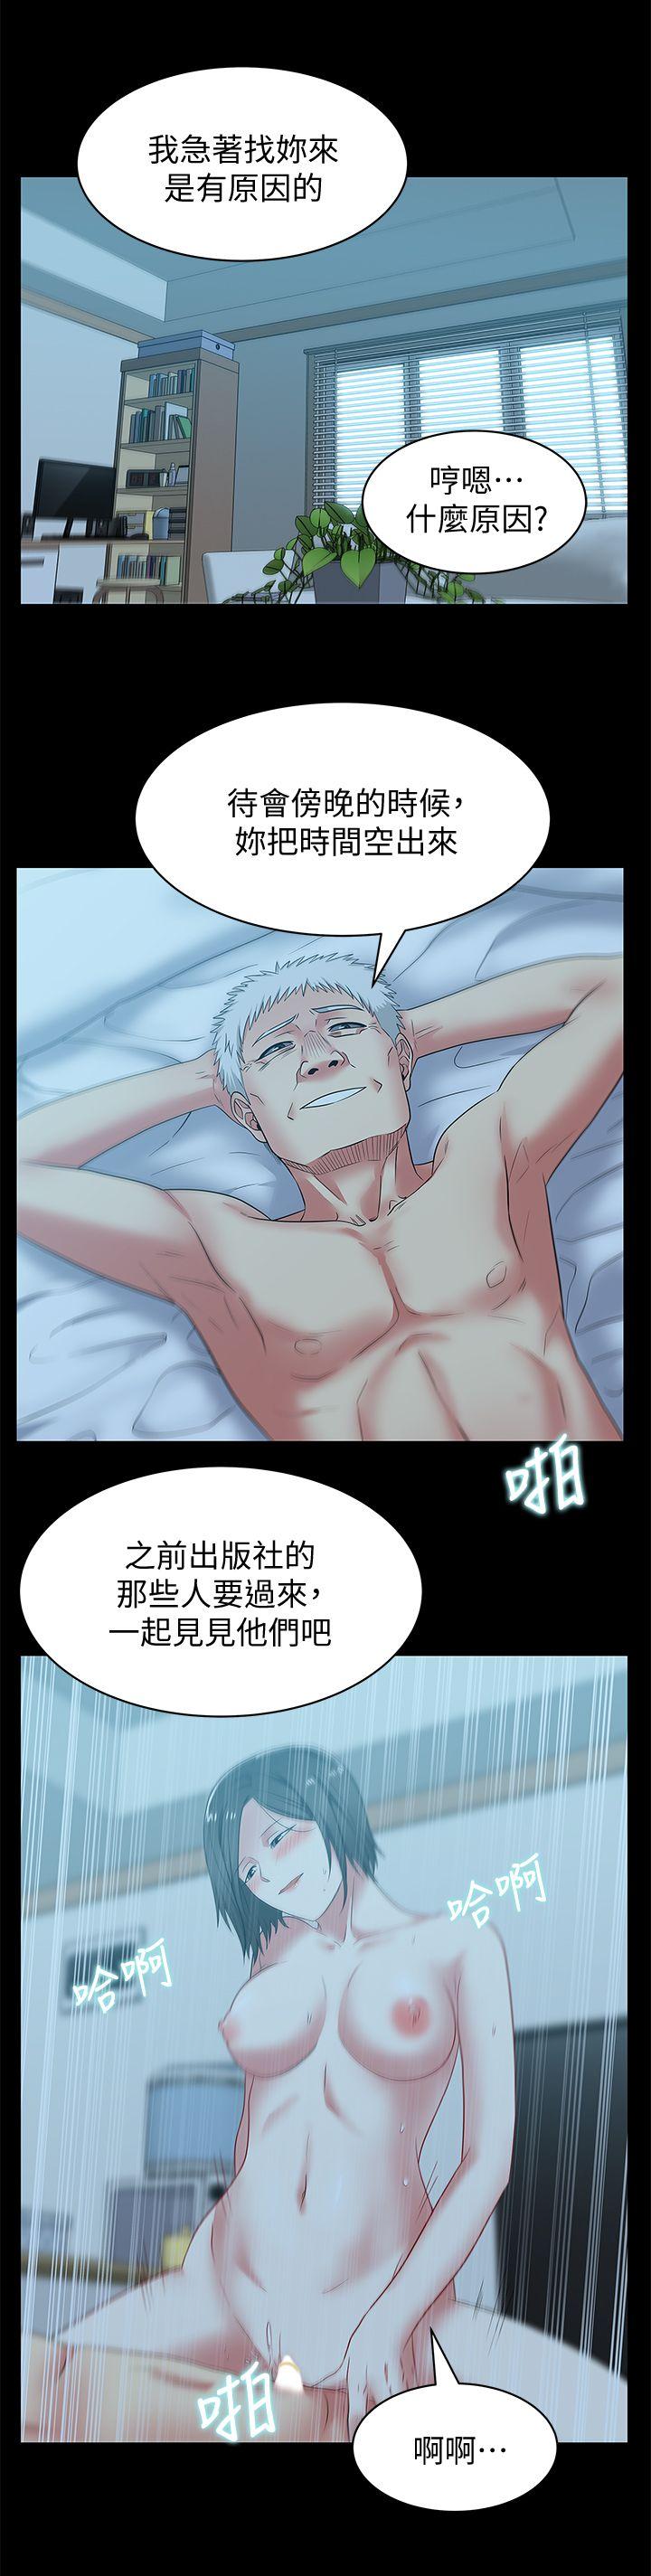 我急著找妳來
是有原因的
哼嗯⋯
什麼原因?
待會傍晚的時候，
妳把時間空出來
啪
之前出版社的
那些人要過來，
一起見見他們吧
哈啊
哈啊
啪
啊啊⋯